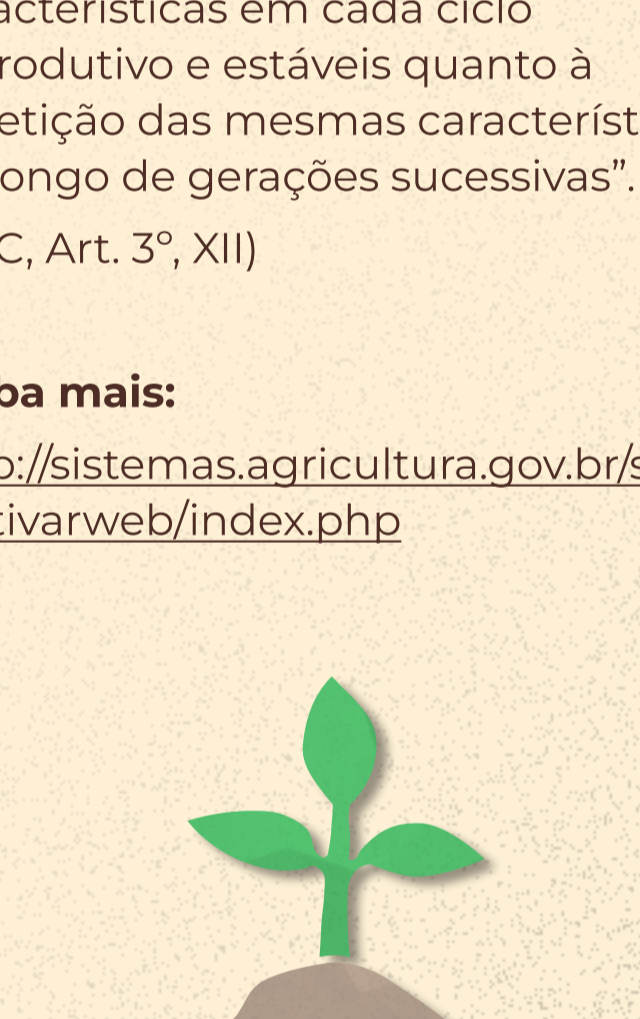 acterísticas em cada ciclo
rodutivo e estáveis quanto à
etição das mesmas característ
ongo de gerações sucessivas”.
C, Art. 3º, XII)
ba mais:
p://sistemas.agricultura.gov.br/s
tivarweb/index.php